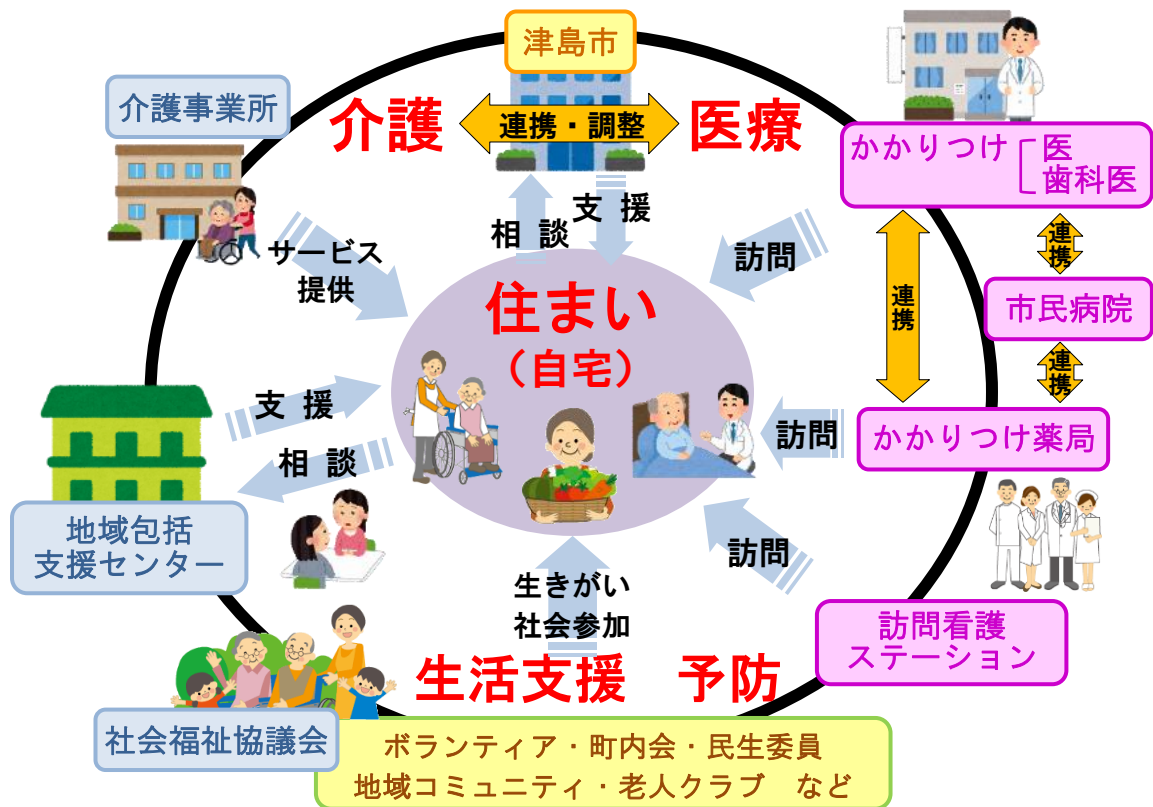 津島市
介護事業所
介護
連携・調整
医療
かかりつけ
医
歯科医
支援
相談
訪問
サービス
提供
連携
連携
市民病院
連携
住まい
（自宅）
支援
相談
訪問
かかりつけ薬局
地域包括
支援センター
訪問
生きがい
社会参加
訪問看護
ステーション
生活支援　予防
社会福祉協議会
ボランティア・町内会・民生委員
地域コミュニティ・老人クラブ　など